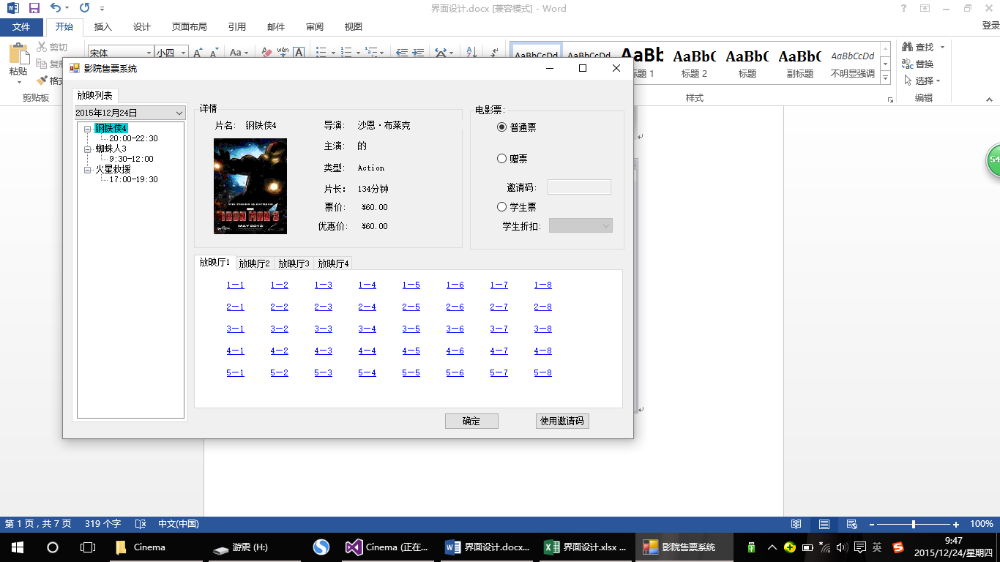 界面设计.docx [兼容模式] - Word
文件 开始 插入 设计 页面布局 引用 邮件 审阅 视图 登录
粘贴 剪切
宋体 小四 Aa wén A
AaBbCcDd AaBbCcDd AaBb AaBbC AaBbC AaBbC AaBbCcDd
标题 1 标题 2 标题 副标题 不明显强调
查找
替换
选择
剪贴板 样式 编辑
影院售票系统
放映列表
2015年12月24日
钢铁侠4
20:00-22:30
蜘蛛人3
9:30-12:00
火星救援
17:00-19:30
详情
片名: 钢铁侠4
导演: 沙恩·布莱克
主演: 的
类型: Action
片长: 134分钟
票价: ¥60.00
优惠价: ¥60.00
IRON MAN 3
MAY 2013
电影票:
普通票
赠票
邀请码:
学生票
学生折扣:
放映厅1 放映厅2 放映厅3 放映厅4
1-1 1-2 1-3 1-4 1-5 1-6 1-7 1-8
2-1 2-2 2-3 2-4 2-5 2-6 2-7 2-8
3-1 3-2 3-3 3-4 3-5 3-6 3-7 3-8
4-1 4-2 4-3 4-4 4-5 4-6 4-7 4-8
5-1 5-2 5-3 5-4 5-5 5-6 5-7 5-8
确定 使用邀请码
54
第 1 页，共 7 页 319 个字 中文(中国) 100%
Cinema 游震 (H:) Cinema (正在... 界面设计.docx... 界面设计.xlsx ... 影院售票系统 英 9:47
2015/12/24/星期四